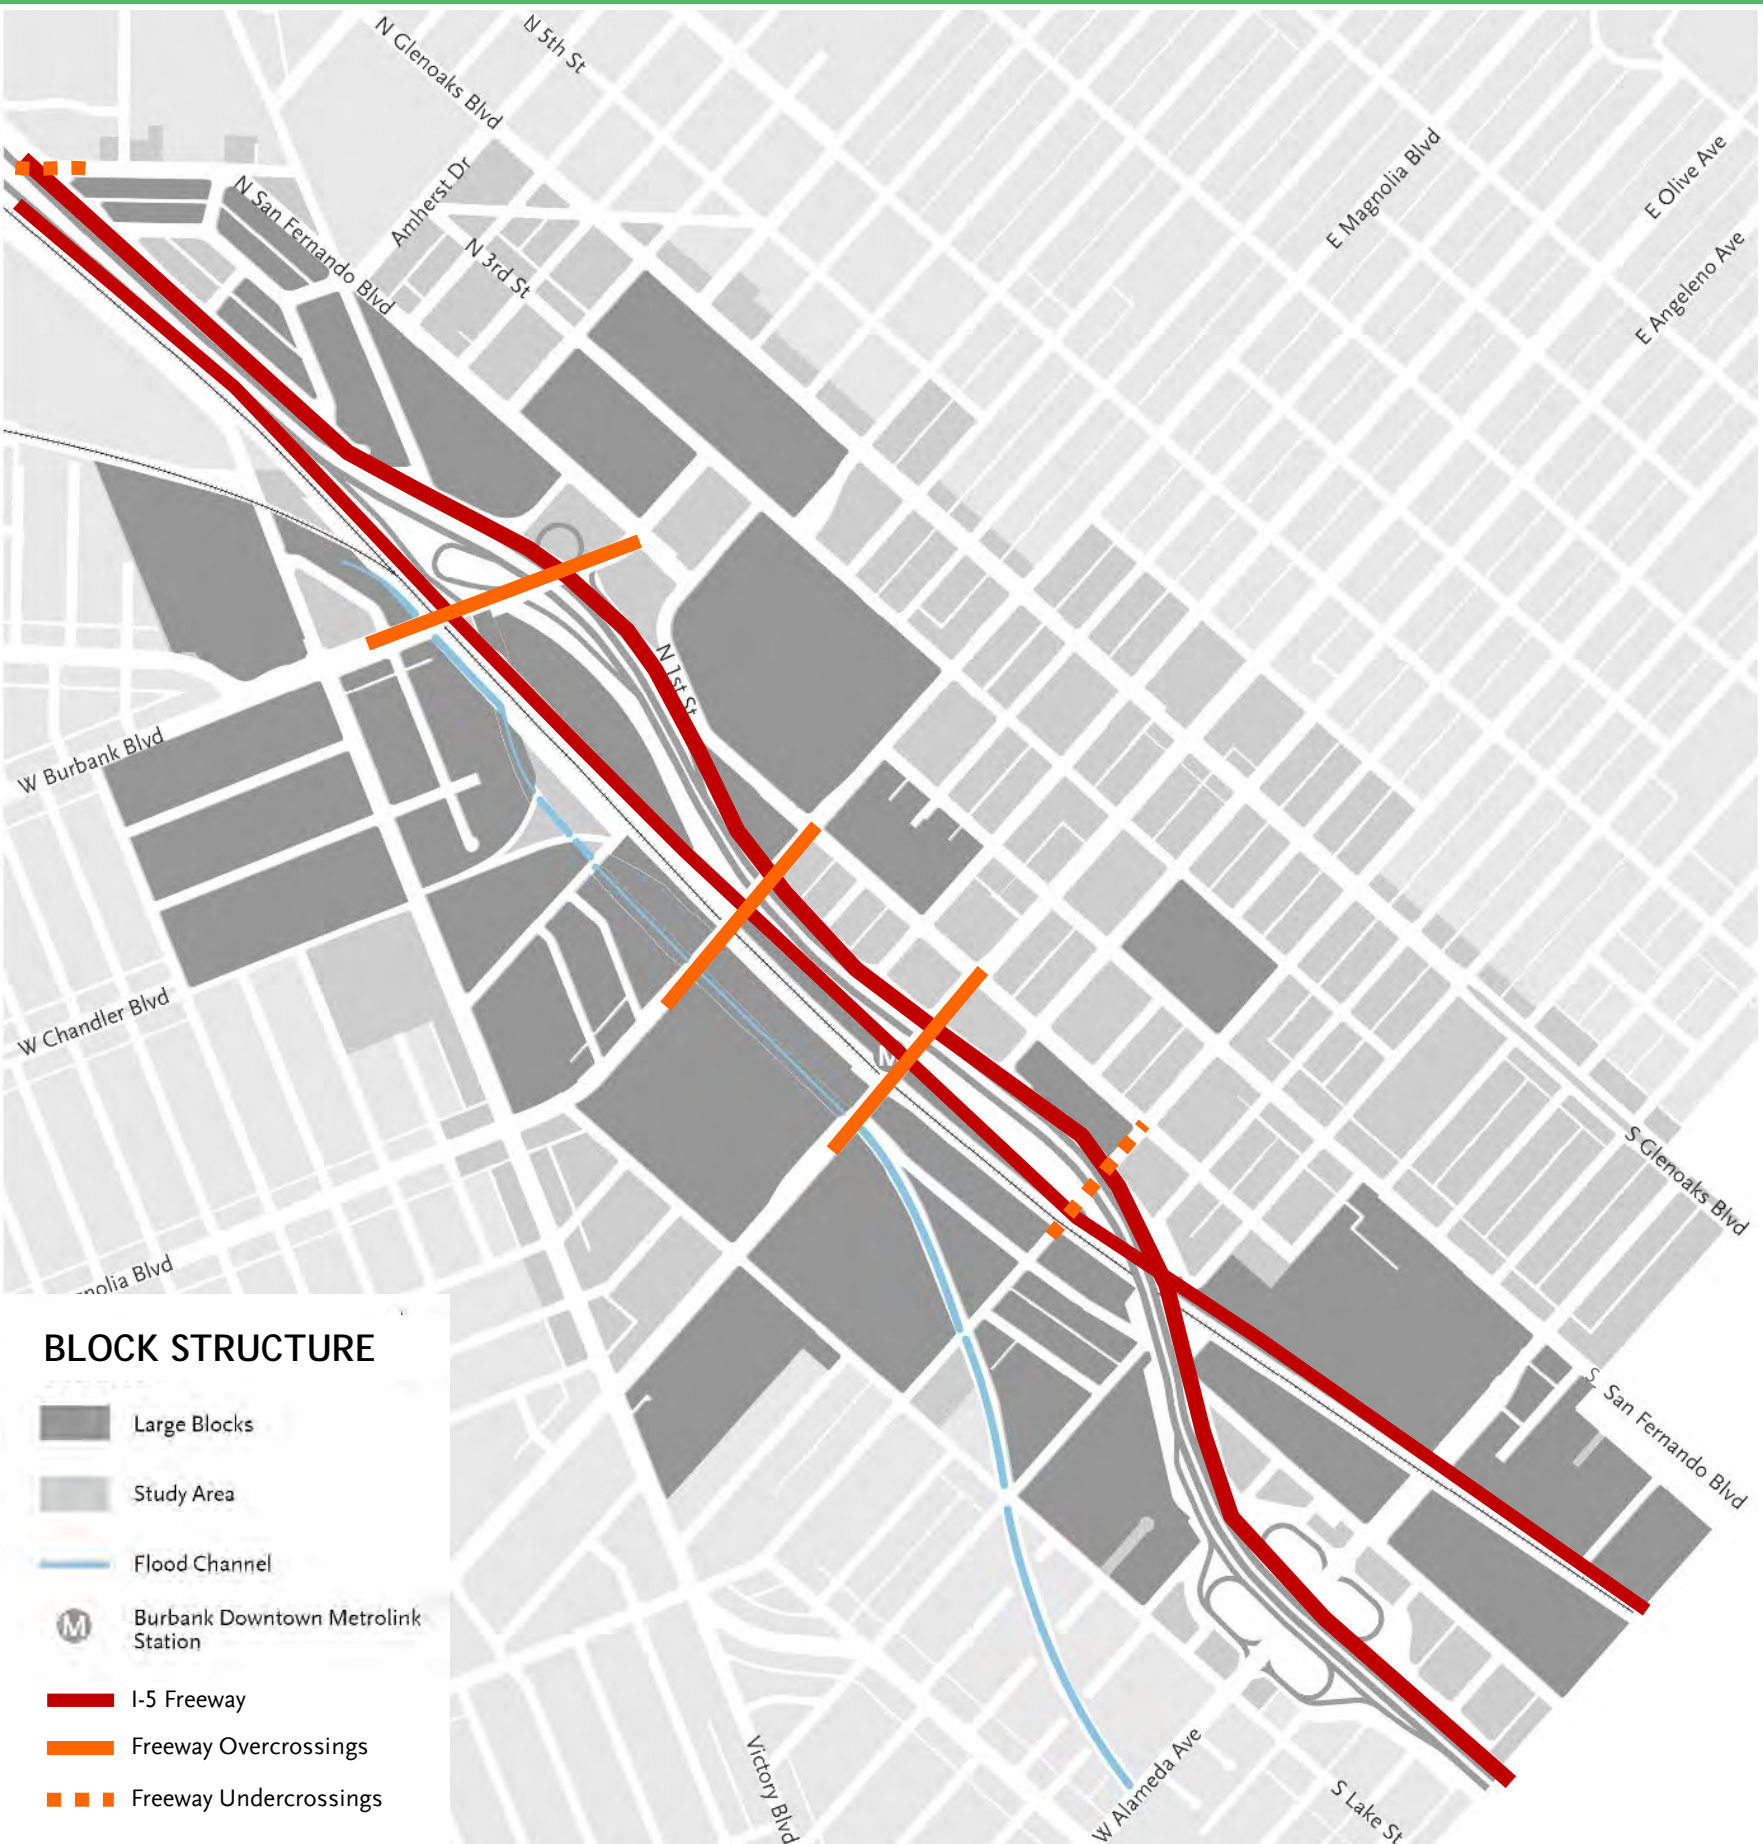 N Glenoaks Blvd
N 5th St
Amherst Dr
E Magnolia Blvd
E Olive Ave
E Angeleno Ave
N San Fernando Blvd
N 3rd St
N 1st St
W Burbank Blvd
W Chandler Blvd
M
nolia Blvd
S Glenoaks Blvd
S San Fernando Blvd
Victory Blvd
W Alameda Ave
S Lake St
BLOCK STRUCTURE
Large Blocks
Study Area
Flood Channel
M
Burbank Downtown Metrolink
Station
I-5 Freeway
Freeway Overcrossings
Freeway Undercrossings